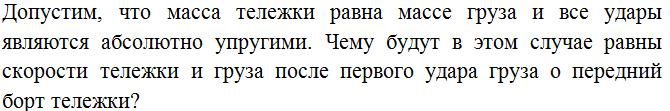 Допустим, что масса тележки равна массе груза и все удары
являются абсолютно упругими. Чему будут в этом случае равны
скорости тележки и груза после первого удара груза о передний
борт тележки?